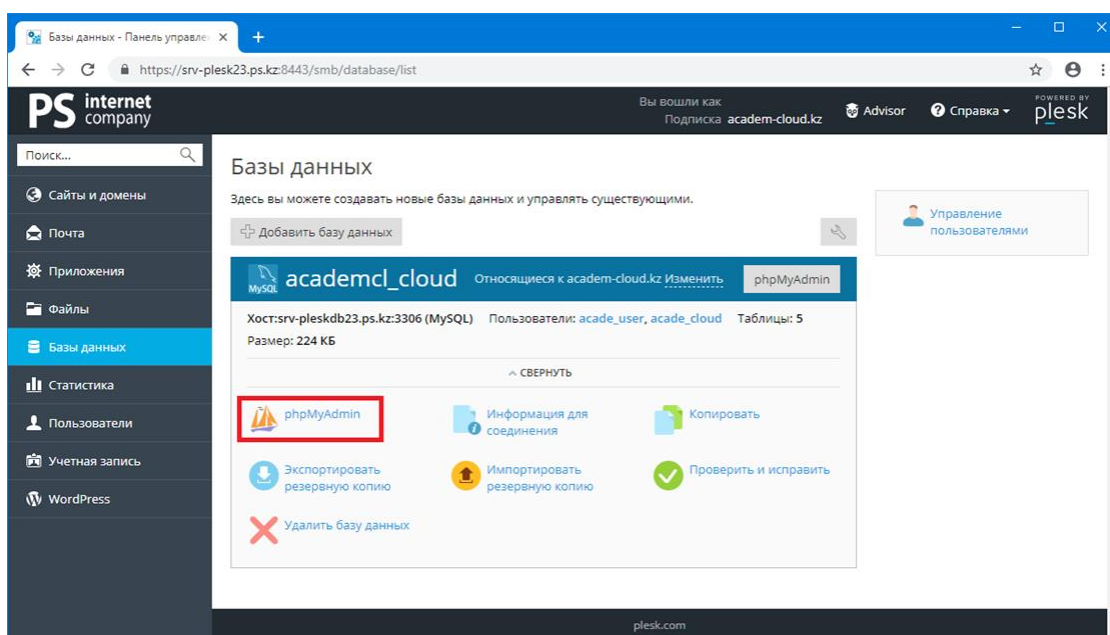 Базы данных - Панель управле
https://srv-plesk23.ps.kz:8443/smb/database/list
PS internet company
Вы вошли как
Подписка academ-cloud.kz
Advisor
Справка
POWERED BY
plesk
Поиск...
Сайты и домены
Почта
Приложения
Файлы
Базы данных
Статистика
Пользователи
Учетная запись
WordPress
Базы данных
Здесь вы можете создавать новые базы данных и управлять существующими.
Добавить базу данных
Управление
пользователями
MySQL
academcl_cloud Относящиеся к academ-cloud.kz Изменить phpMyAdmin
Хост:srv-pleskdb23.ps.kz:3306 (MySQL) Пользователи: acade_user, acade_cloud Таблицы: 5
Размер: 224 КБ
СВЕРНУТЬ
phpMyAdmin
Информация для
соединения
Копировать
Экспортировать
резервную копию
Импортировать
резервную копию
Проверить и исправить
Удалить базу данных
plesk.com